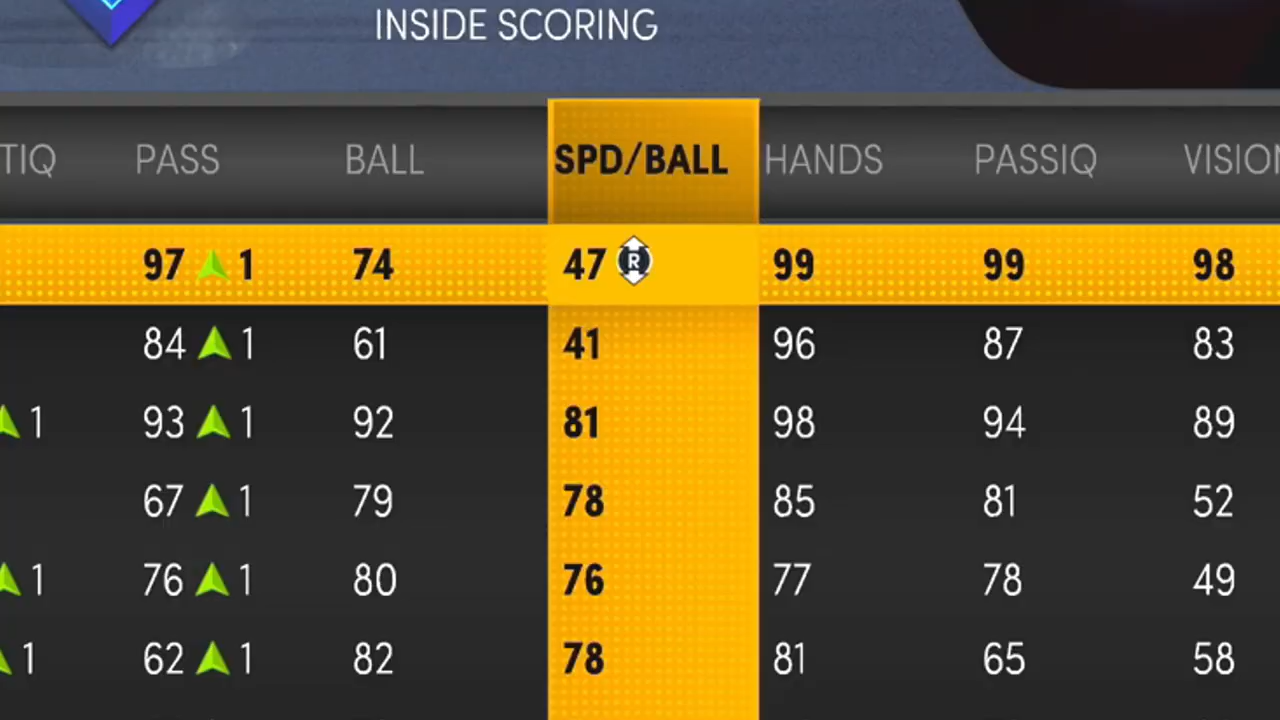 INSIDE SCORING
TIQ PASS BALL SPD/BALL HANDS PASSIQ VISION
97 1 74 47 R 99 99 98
84 1 61 41 96 87 83
1 93 1 92 81 98 94 89
67 1 79 78 85 81 52
1 76 1 80 76 77 78 49
1 62 1 82 78 81 65 58